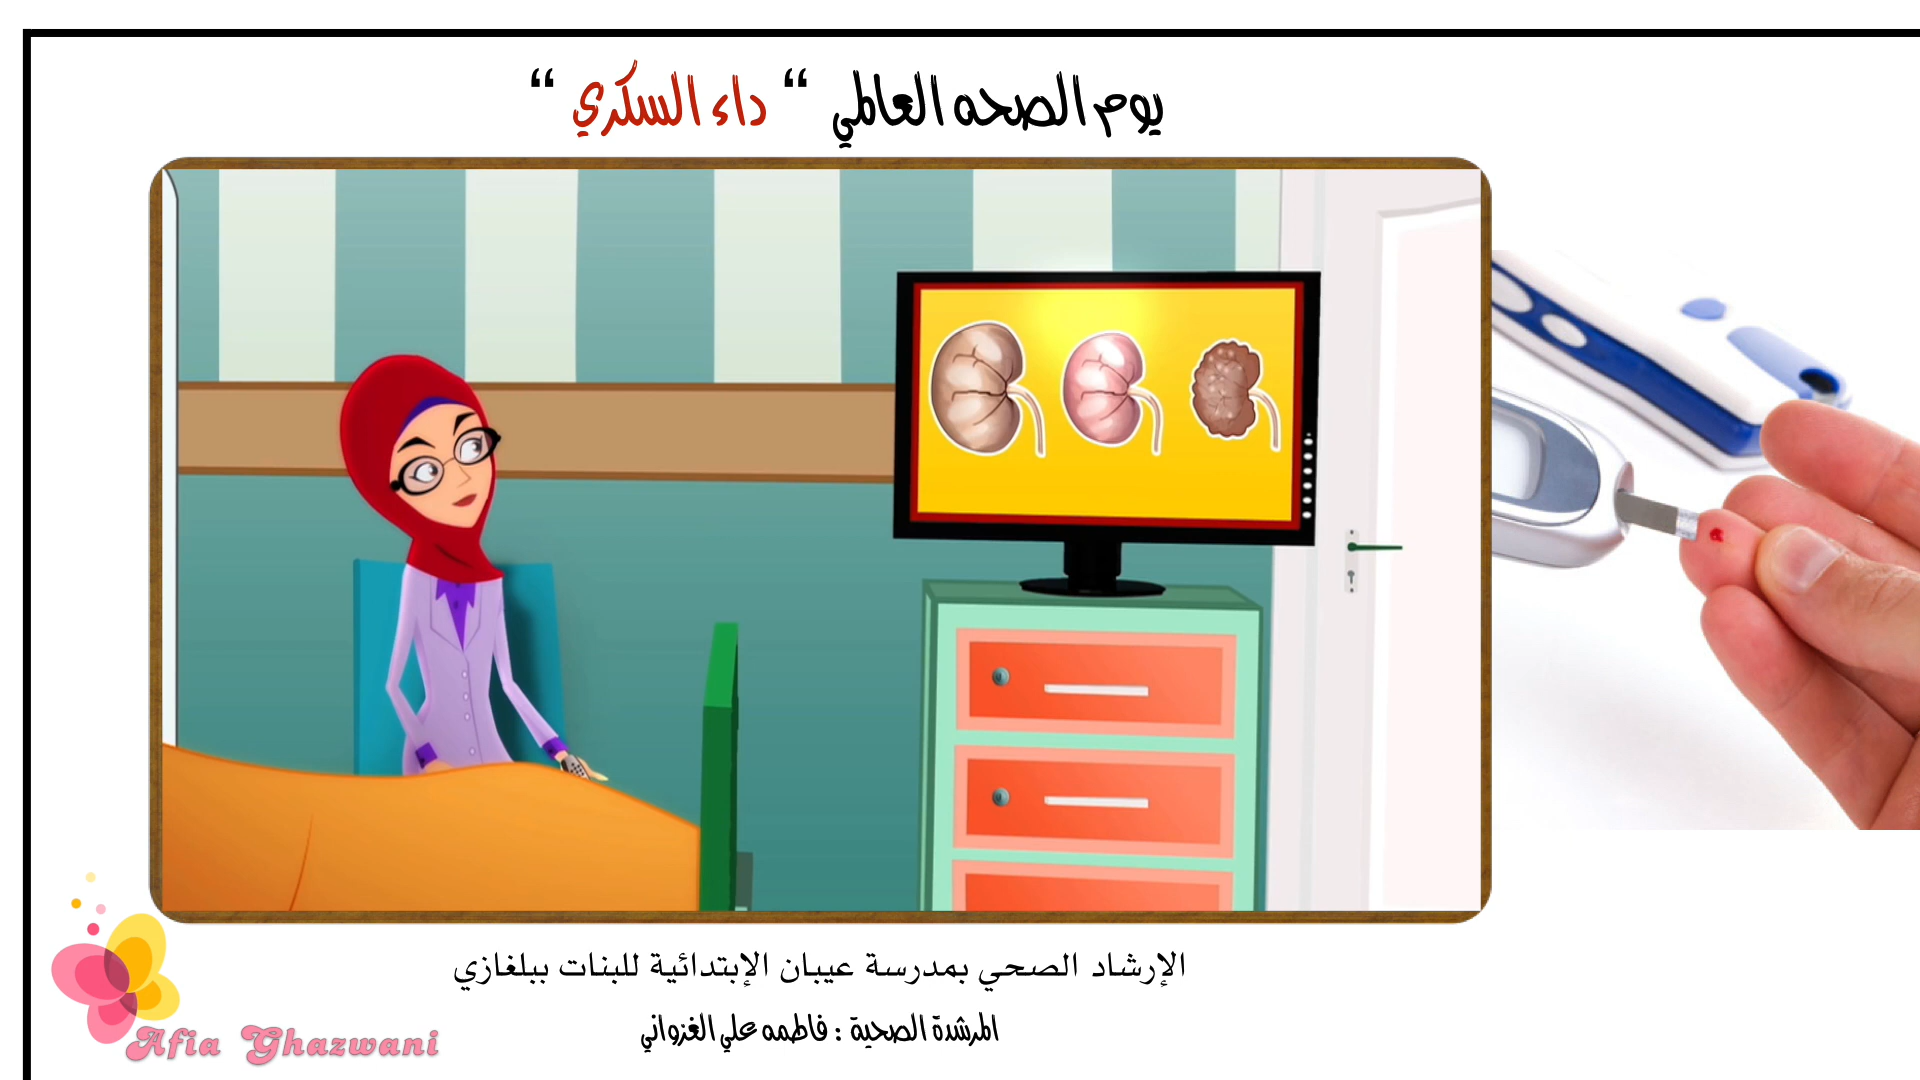 يوم الصحه العالمي “ داء السكري “
الإرشاد الصحي بمدرسة عيبان الإبتدائية للبنات ببلغازي
المرشدة الصحية : فاطمه علي الغزواني
Afia Ghazwani